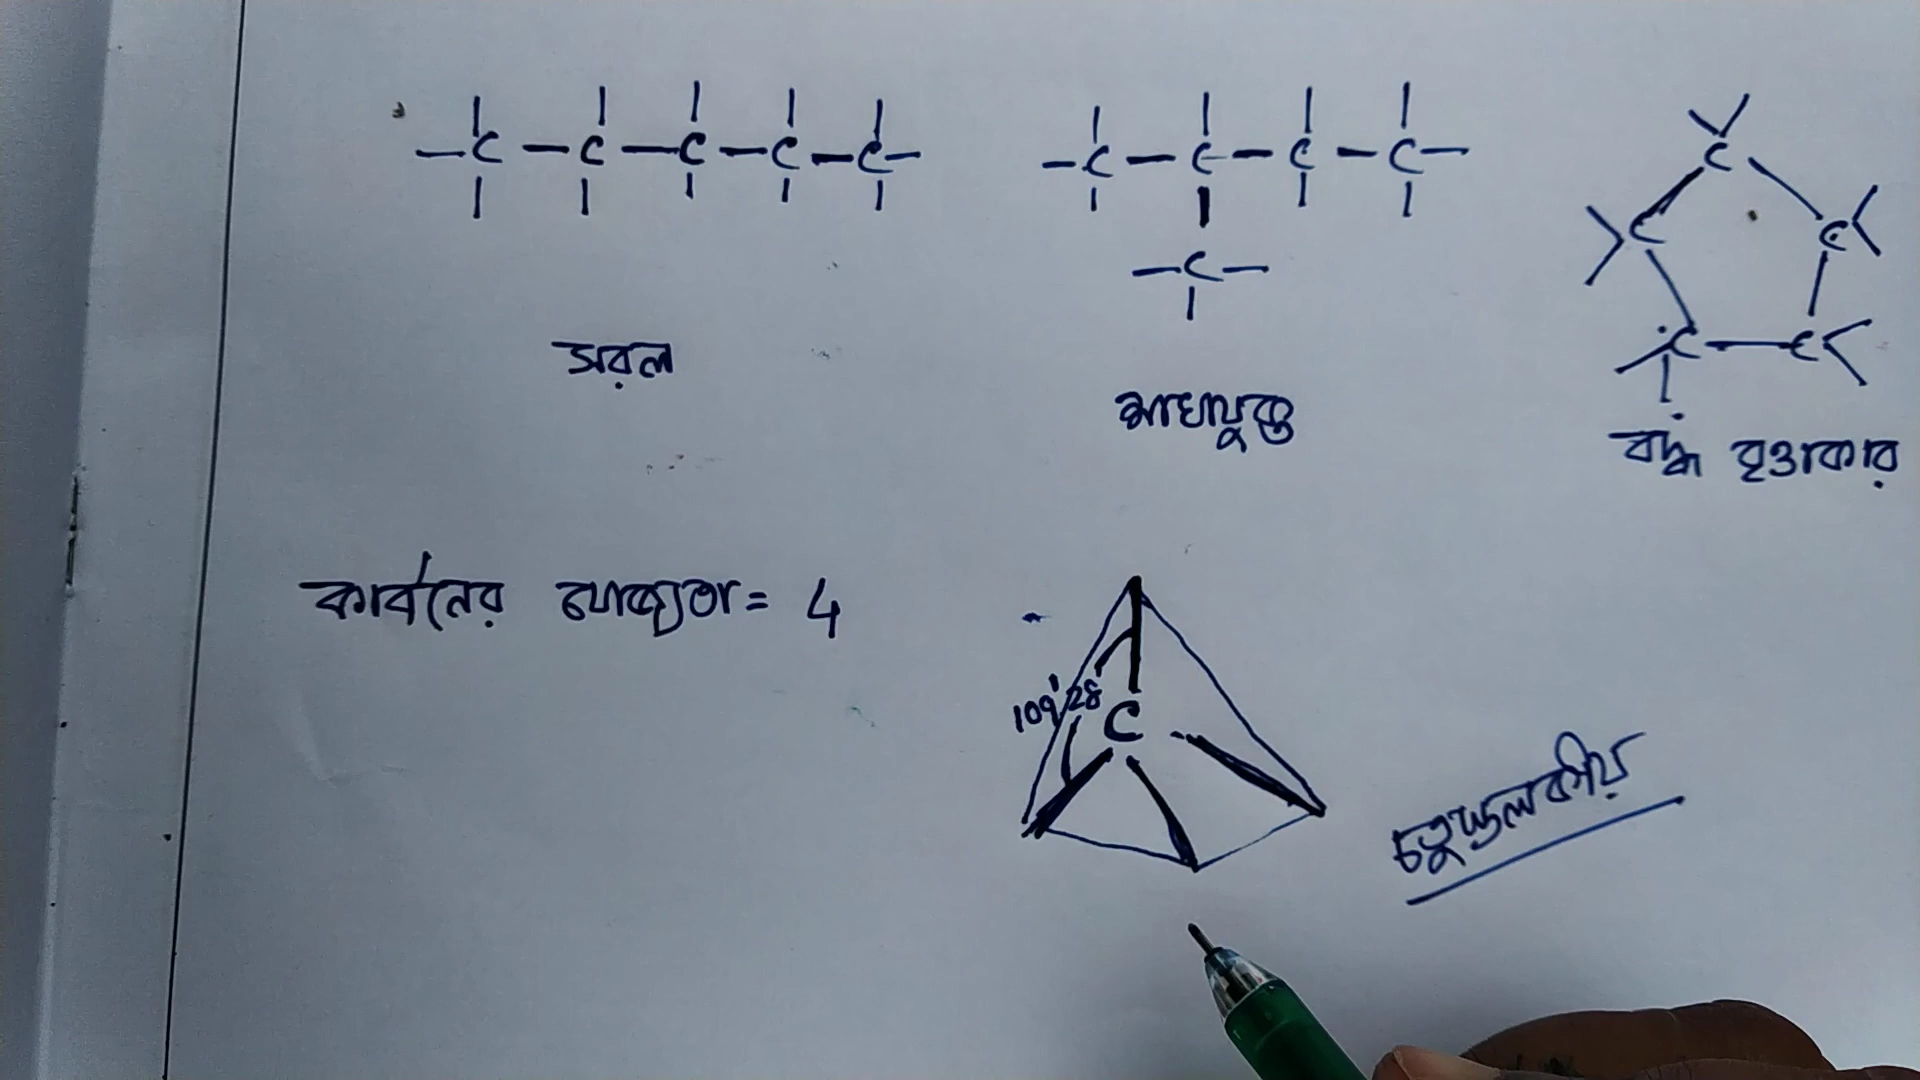 -C-C-C-C-C-
-C-C-C-C-
-C-
C
C C
C-C
সরল
শাখাযুক্ত
বদ্ধ বৃত্তাকার
কার্বনের যোজ্যতা = 4
109'28
C
চতুস্তলকীয়